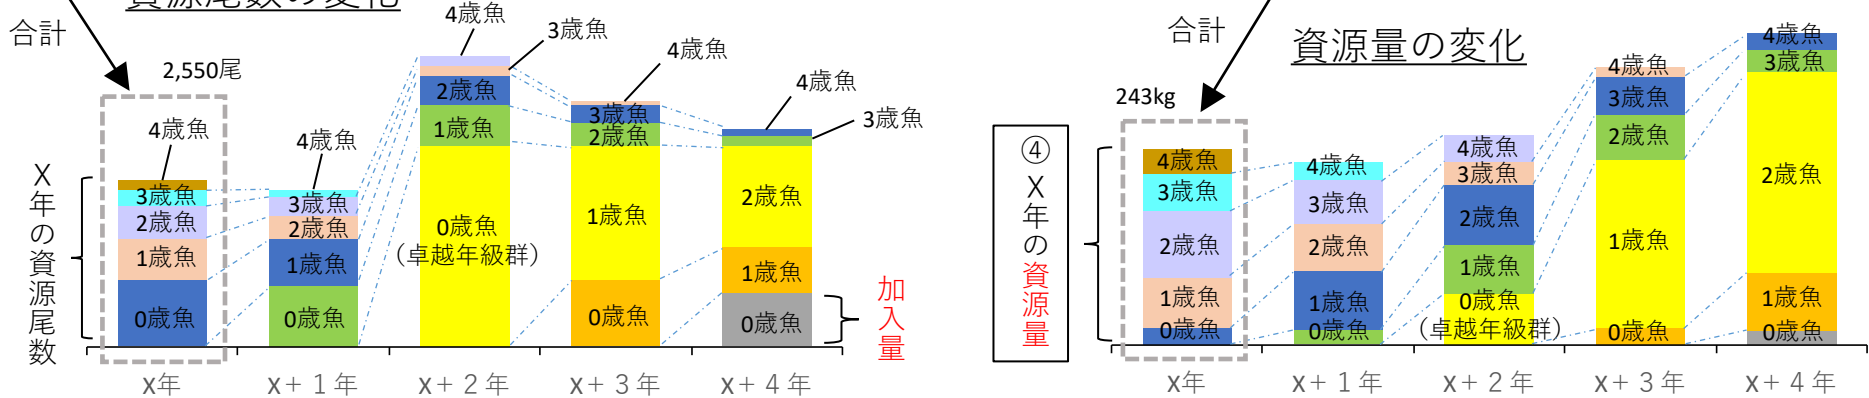 資源尾数の変化
合計
2,550尾
X年の資源尾数
4歳魚
3歳魚
2歳魚
1歳魚
0歳魚
4歳魚
3歳魚
2歳魚
1歳魚
0歳魚
4歳魚
3歳魚
2歳魚
1歳魚
0歳魚
(卓越年級群)
4歳魚
3歳魚
2歳魚
1歳魚
0歳魚
4歳魚
3歳魚
2歳魚
1歳魚
0歳魚
加入量
X年
X+１年
X+２年
X+３年
X+４年
合計
資源量の変化
243kg
④X年の資源量
4歳魚
3歳魚
2歳魚
1歳魚
0歳魚
4歳魚
3歳魚
2歳魚
1歳魚
0歳魚
4歳魚
3歳魚
2歳魚
1歳魚
0歳魚
(卓越年級群)
4歳魚
3歳魚
2歳魚
1歳魚
0歳魚
4歳魚
3歳魚
2歳魚
1歳魚
0歳魚
X年
X+１年
X+２年
X+３年
X+４年